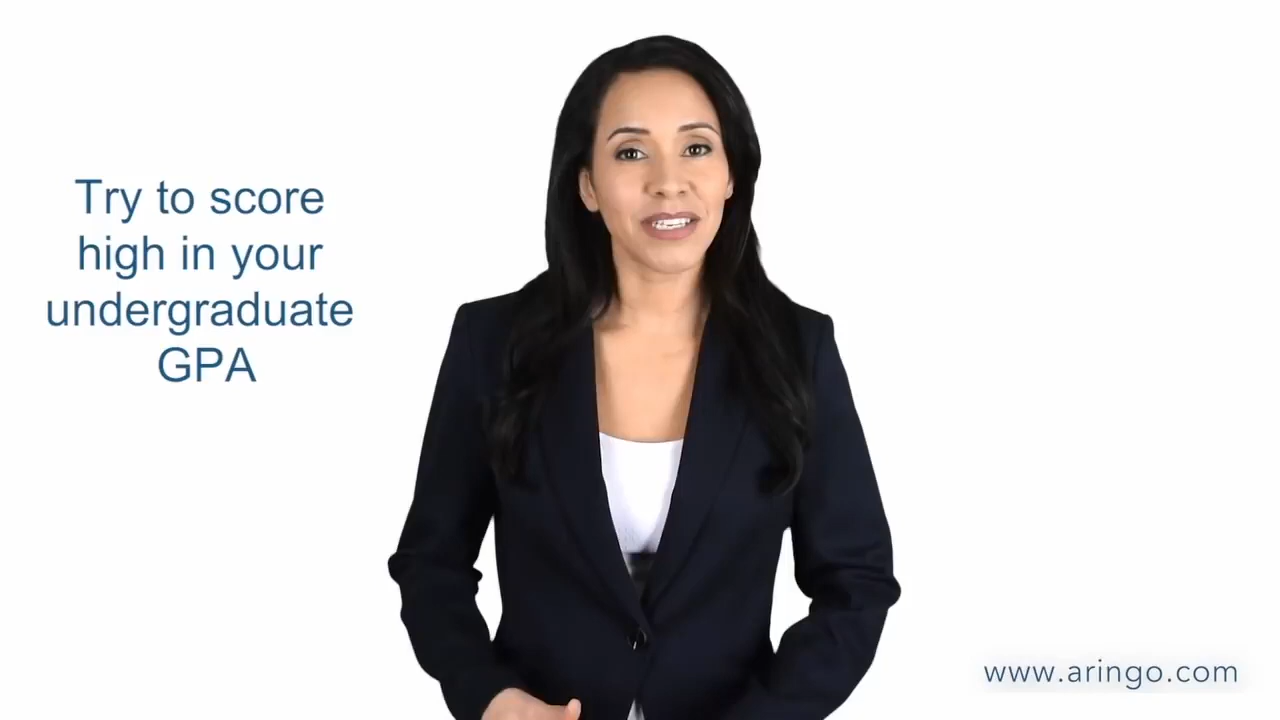 Try to score
high in your
undergraduate
GPA
www.aringo.com